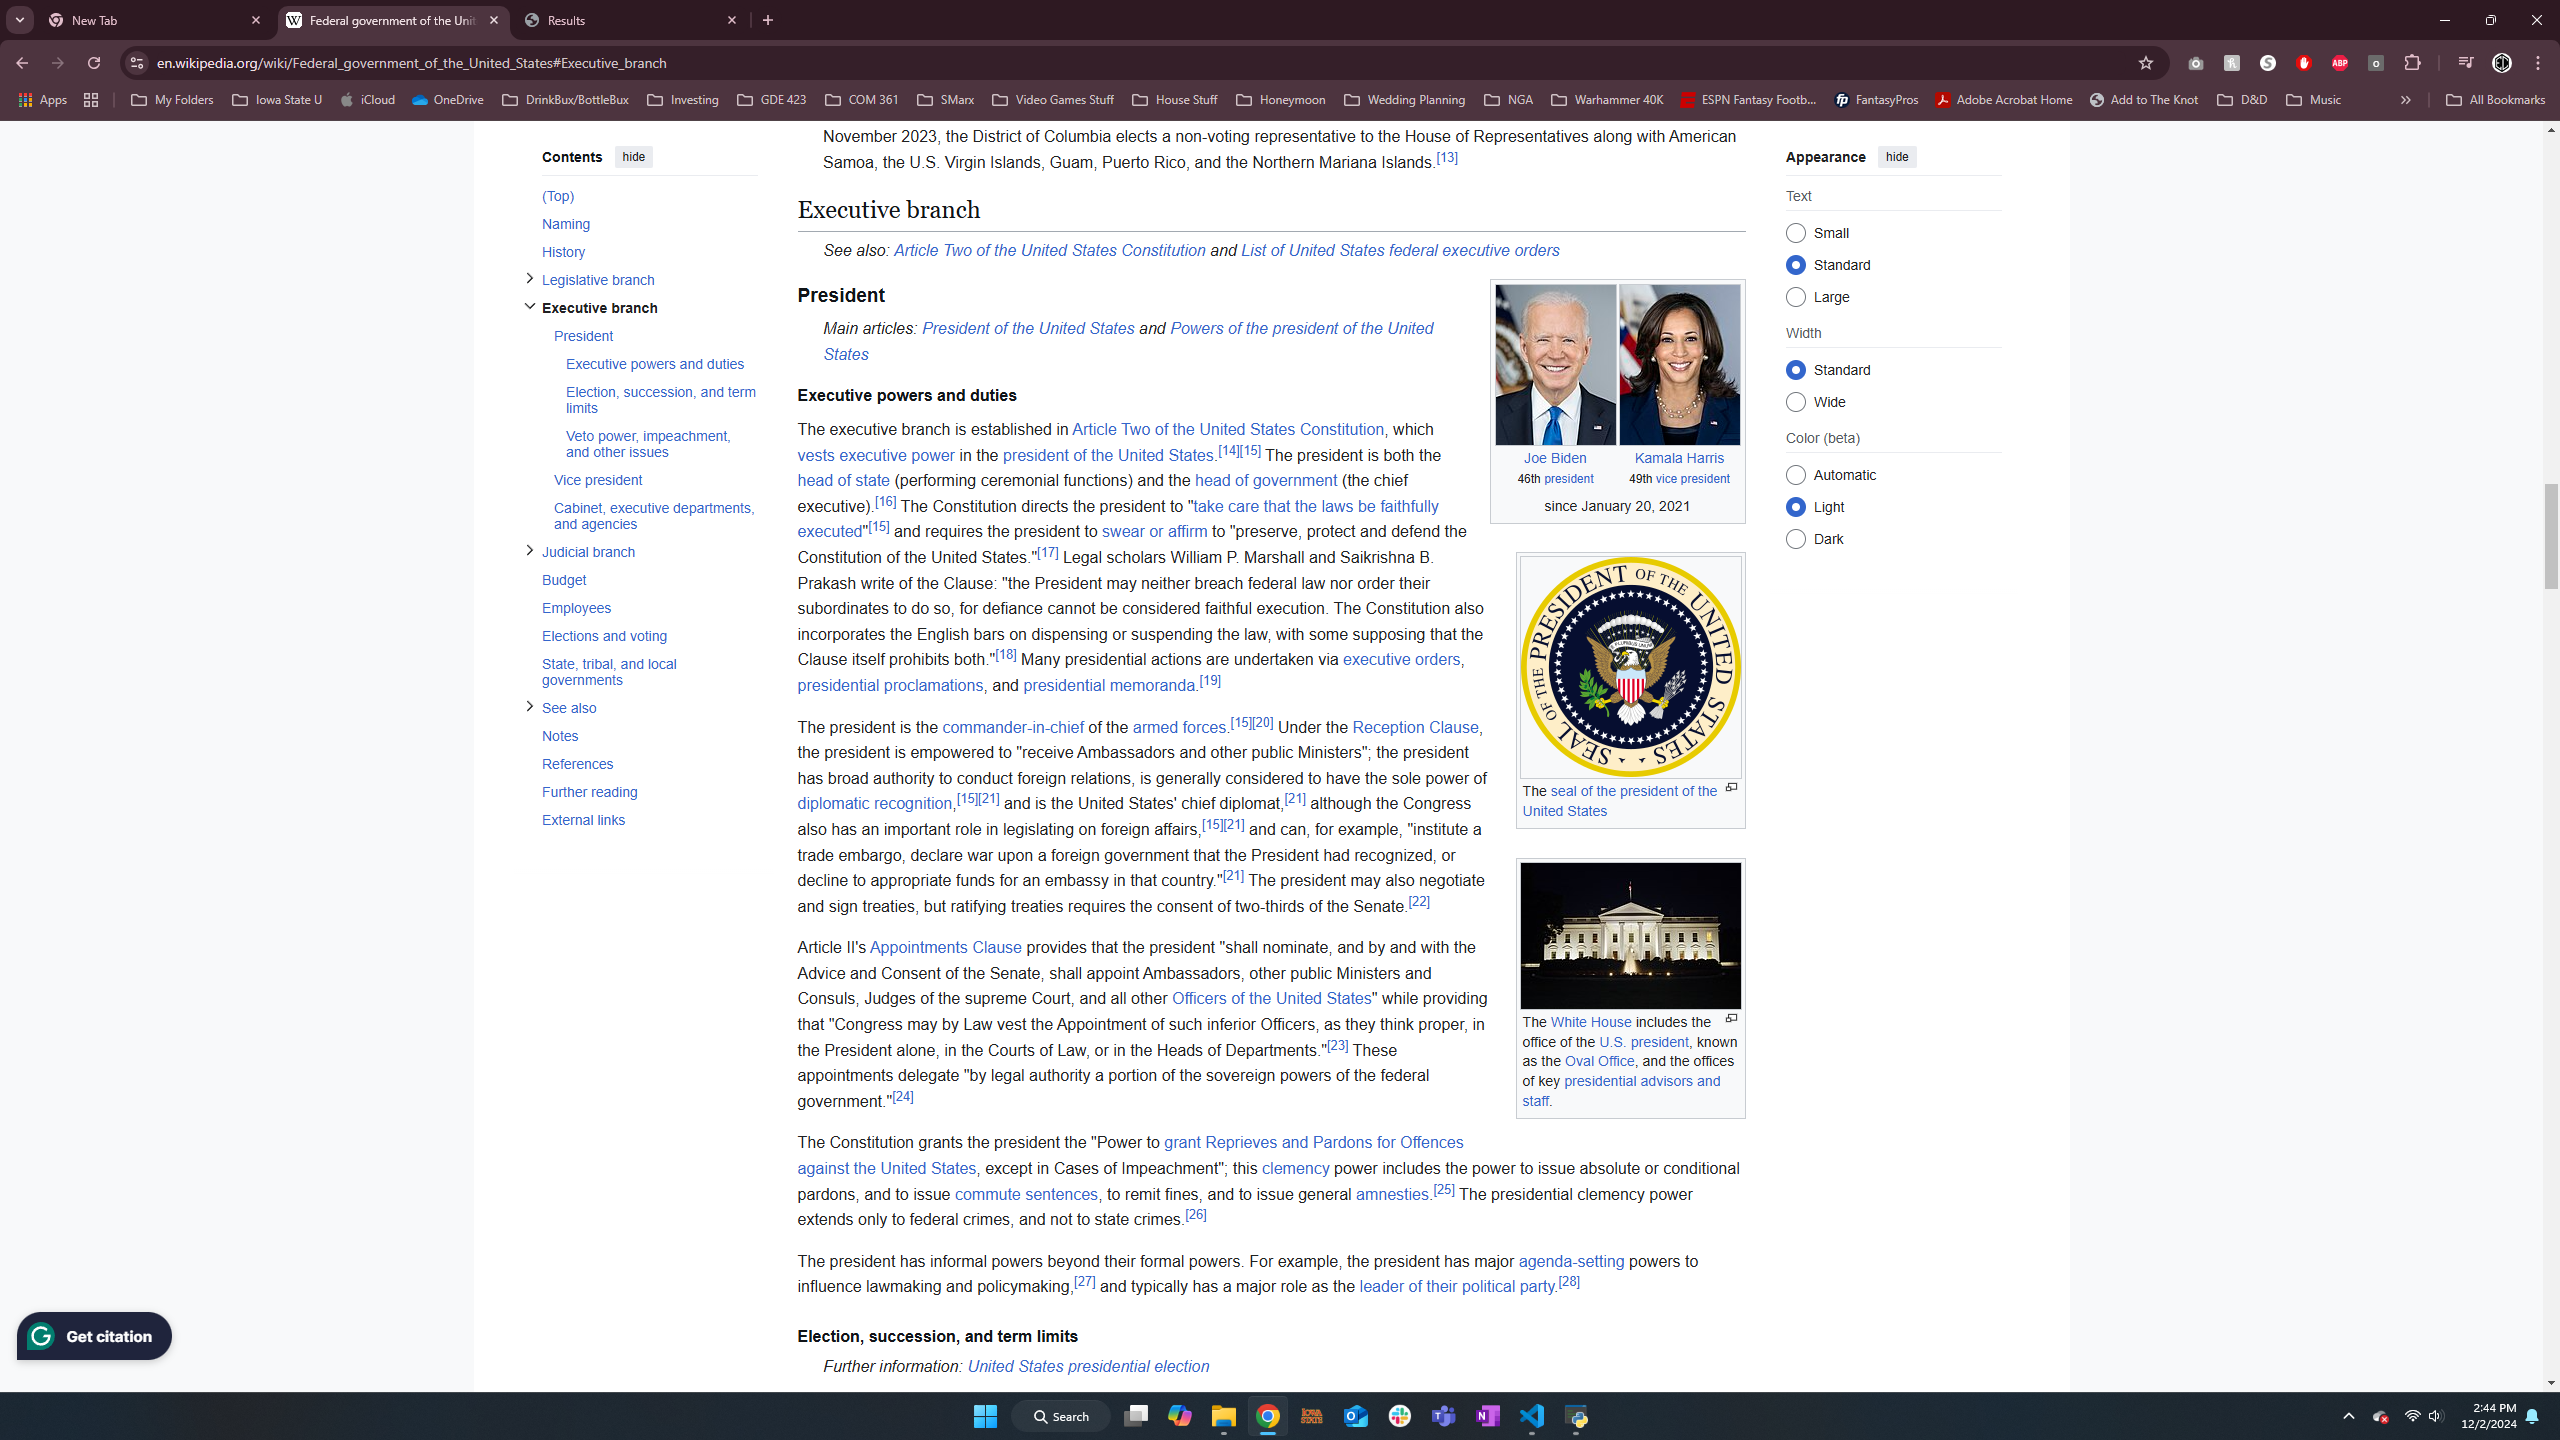 New Tab
Federal government of the Unit
Results
en.wikipedia.org/wiki/Federal_government_of_the_United_States#Executive_branch
ABP
Apps
My Folders
Iowa State U
iCloud
OneDrive
DrinkBux/BottleBux
Investing
GDE 423
COM 361
SMarx
Video Games Stuff
House Stuff
Honeymoon
Wedding Planning
NGA
Warhammer 40K
ESPN Fantasy Footb...
FantasyPros
Adobe Acrobat Home
Add to The Knot
D&D
Music
All Bookmarks
Contents hide
(Top)
Naming
History
Legislative branch
Executive branch
President
Executive powers and duties
Election, succession, and term
limits
Veto power, impeachment,
and other issues
Vice president
Cabinet, executive departments,
and agencies
Judicial branch
Budget
Employees
Elections and voting
State, tribal, and local
governments
See also
Notes
References
Further reading
External links
November 2023, the District of Columbia elects a non-voting representative to the House of Representatives along with American
Samoa, the U.S. Virgin Islands, Guam, Puerto Rico, and the Northern Mariana Islands.[13]
Executive branch
See also: Article Two of the United States Constitution and List of United States federal executive orders
President
Main articles: President of the United States and Powers of the president of the United
States
Executive powers and duties
The executive branch is established in Article Two of the United States Constitution, which
vests executive power in the president of the United States.[14][15] The president is both the
head of state (performing ceremonial functions) and the head of government (the chief
executive).[16] The Constitution directs the president to "take care that the laws be faithfully
executed"[15] and requires the president to swear or affirm to "preserve, protect and defend the
Constitution of the United States."[17] Legal scholars William P. Marshall and Saikrishna B.
Prakash write of the Clause: "the President may neither breach federal law nor order their
subordinates to do so, for defiance cannot be considered faithful execution. The Constitution also
incorporates the English bars on dispensing or suspending the law, with some supposing that the
Clause itself prohibits both."[18] Many presidential actions are undertaken via executive orders,
presidential proclamations, and presidential memoranda.[19]
The president is the commander-in-chief of the armed forces.[15][20] Under the Reception Clause,
the president is empowered to "receive Ambassadors and other public Ministers"; the president
has broad authority to conduct foreign relations, is generally considered to have the sole power of
diplomatic recognition,[15][21] and is the United States' chief diplomat,[21] although the Congress
also has an important role in legislating on foreign affairs,[15][21] and can, for example, "institute a
trade embargo, declare war upon a foreign government that the President had recognized, or
decline to appropriate funds for an embassy in that country."[21] The president may also negotiate
and sign treaties, but ratifying treaties requires the consent of two-thirds of the Senate.[22]
Article II's Appointments Clause provides that the president "shall nominate, and by and with the
Advice and Consent of the Senate, shall appoint Ambassadors, other public Ministers and
Consuls, Judges of the supreme Court, and all other Officers of the United States" while providing
that "Congress may by Law vest the Appointment of such inferior Officers, as they think proper, in
the President alone, in the Courts of Law, or in the Heads of Departments."[23] These
appointments delegate "by legal authority a portion of the sovereign powers of the federal
government."[24]
The Constitution grants the president the "Power to grant Reprieves and Pardons for Offences
against the United States, except in Cases of Impeachment"; this clemency power includes the power to issue absolute or conditional
pardons, and to issue commute sentences, to remit fines, and to issue general amnesties.[25] The presidential clemency power
extends only to federal crimes, and not to state crimes.[26]
The president has informal powers beyond their formal powers. For example, the president has major agenda-setting powers to
influence lawmaking and policymaking,[27] and typically has a major role as the leader of their political party.[28]
Election, succession, and term limits
Further information: United States presidential election
Joe Biden
46th president
Kamala Harris
49th vice president
since January 20, 2021
SEAL OF THE PRESIDENT OF THE UNITED STATES
The seal of the president of the
United States
The White House includes the
office of the U.S. president, known
as the Oval Office, and the offices
of key presidential advisors and
staff.
Appearance hide
Text
Small
Standard
Large
Width
Standard
Wide
Color (beta)
Automatic
Light
Dark
Get citation
Search
IOWA
STATE
2:44 PM
12/2/2024